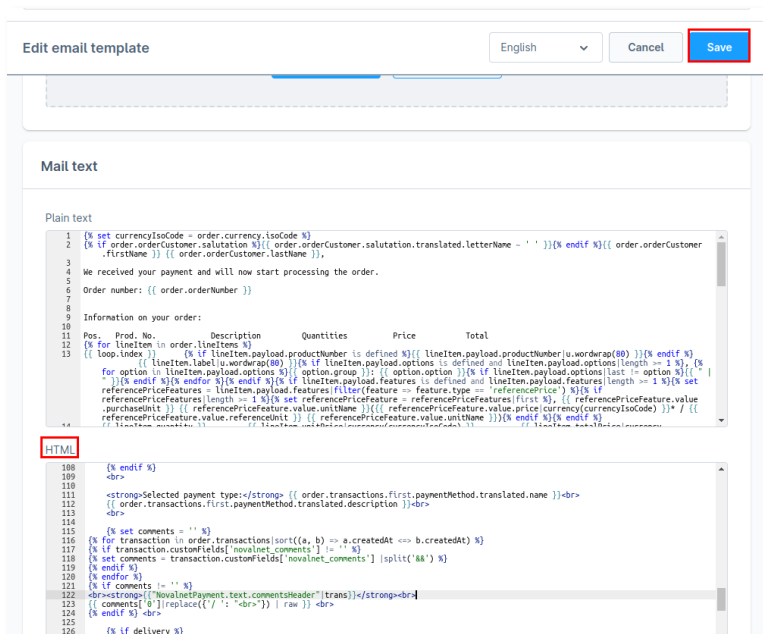 Edit email template
English
Cancel
Save
Mail text
Plain text
1 {% set currencyIsoCode = order.currency.isoCode %}
2 {% if order.orderCustomer.salutation %}{{ order.orderCustomer.salutation.translated.letterName ~ ' ' }}{% endif %}{{ order.orderCustomer
.firstName }} {{ order.orderCustomer.lastName }},
3
4 We received your payment and will now start processing the order.
5
6 Order number: {{ order.orderNumber }}
7
8
9 Information on your order:
10
11 Pos. Prod. No. Description Quantities Price Total
12 {% for lineItem in order.lineItems %}
13 {{ loop.index }} {% if lineItem.payload.productNumber is defined %}{{ lineItem.payload.productNumber|u.wordwrap(80) }}{% endif %}
{{ lineItem.label|u.wordwrap(80) }}{% if lineItem.payload.options is defined and lineItem.payload.options|length >= 1 %}, {%
for option in lineItem.payload.options %}{{ option.group }}: {{ option.option }}{% if lineItem.payload.options|last != option %}{{ " |
" }}{% endif %}{% endfor %}{% endif %}{% if lineItem.payload.features is defined and lineItem.payload.features|length >= 1 %}{% set
referencePriceFeatures = lineItem.payload.features|filter(feature => feature.type == 'referencePrice') %}{% if
referencePriceFeatures|length >= 1 %}{% set referencePriceFeature = referencePriceFeatures|first %}, {{ referencePriceFeature.value
.purchaseUnit }} {{ referencePriceFeature.value.unitName }}({{ referencePriceFeature.value.price|currency(currencyIsoCode) }}* / {{
referencePriceFeature.value.referenceUnit }} {{ referencePriceFeature.value.unitName }}){% endif %}{% endif %}
14 {{ lineItem.quantity }} {{ lineItem.unitPrice|currency(currencyIsoCode) }} {{ lineItem.totalPrice|currency
HTML
108 {% endif %}
109 <br>
110
111 <strong>Selected payment type:</strong> {{ order.transactions.first.paymentMethod.translated.name }}<br>
112 {{ order.transactions.first.paymentMethod.translated.description }}<br>
113 <br>
114
115 {% set comments = '' %}
116 {% for transaction in order.transactions|sort((a, b) => a.createdAt <=> b.createdAt) %}
117 {% if transaction.customFields['novalnet_comments'] != '' %}
118 {% set comments = transaction.customFields['novalnet_comments'] |split('&&') %}
119 {% endif %}
120 {% endfor %}
121 {% if comments != '' %}
122 <br><strong>{{"NovalnetPayment.text.commentsHeader"|trans}}</strong><br>
123 {{ comments['0']|replace({'/ ': "<br>"}) | raw }} <br>
124 {% endif %} <br>
125
126 {% if delivery %}